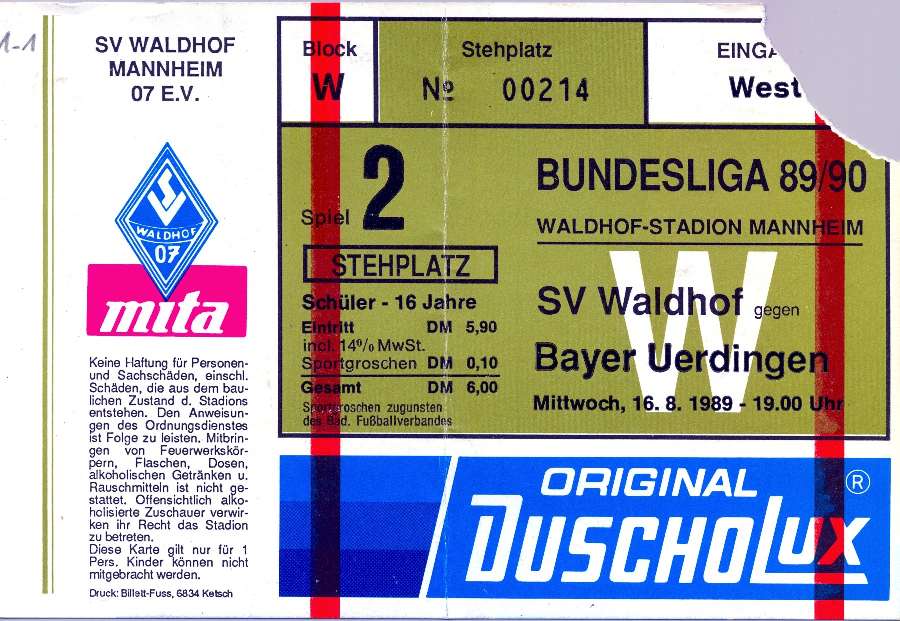 1-1
SV WALDHOF
MANNHEIM
07 E.V.
WALDHOF
07
mita
Keine Haftung für Personen-
und Sachschäden, einschl.
Schäden, die aus dem bau-
lichen Zustand d. Stadions
entstehen. Den Anweisun-
gen des Ordnungsdienstes
ist Folge zu leisten. Mitbrin-
gen von Feuerwerkskör-
pern, Flaschen, Dosen,
alkoholischen Getränken u.
Rauschmitteln ist nicht ge-
stattet. Offensichtlich alko-
holisierte Zuschauer verwir-
ken ihr Recht das Stadion
zu betreten.
Diese Karte gilt nur für 1
Pers. Kinder können nicht
mitgebracht werden.
Druck: Billett-Fuss, 6834 Ketsch
Block
W
Stehplatz
Nº 00214
EINGA
West
Spiel 2
STEHPLATZ
Schüler - 16 Jahre
Eintritt DM 5,90
incl. 14% MwSt.
Sportgroschen DM 0,10
Gesamt DM 6,00
Sportgroschen zugunsten
des Bad. Fußballverbandes
BUNDESLIGA 89/90
WALDHOF-STADION MANNHEIM
W
SV Waldhof gegen
Bayer Uerdingen
Mittwoch, 16. 8. 1989 - 19.00 Uhr
ORIGINAL ®
DUSCHOLUX